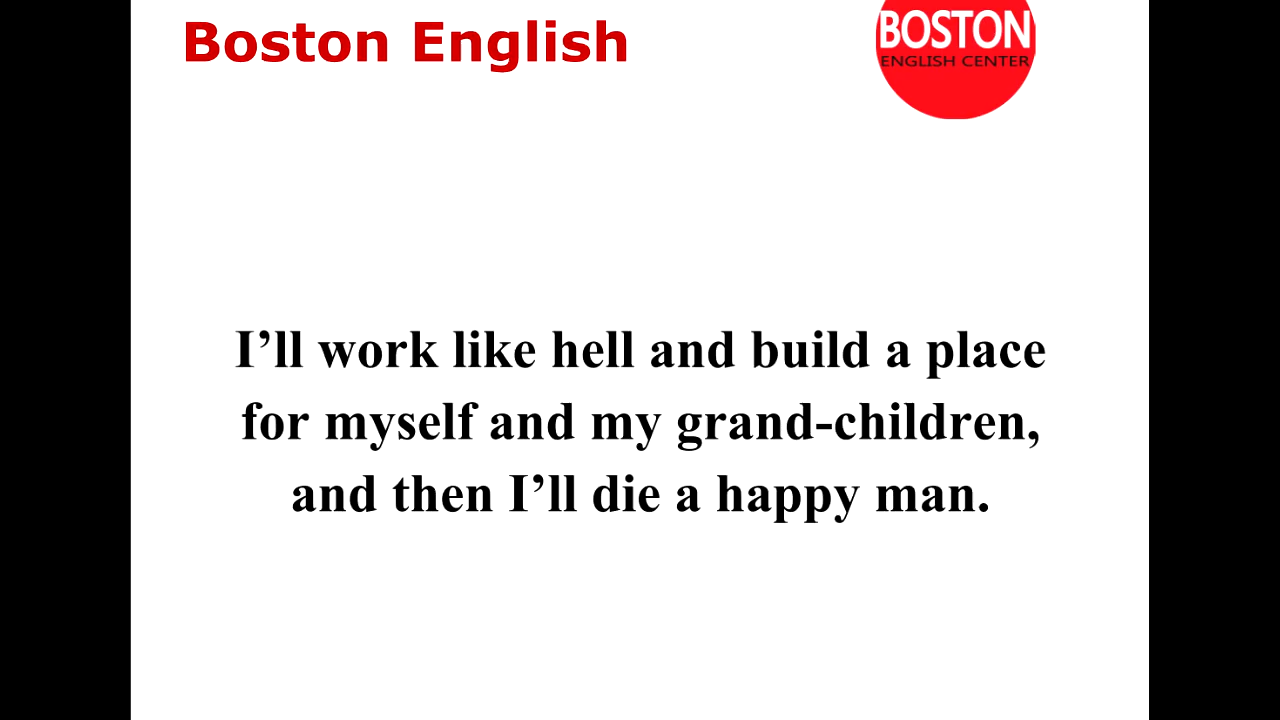 Boston English
BOSTON
ENGLISH CENTER
I’ll work like hell and build a place
for myself and my grand-children,
and then I’ll die a happy man.